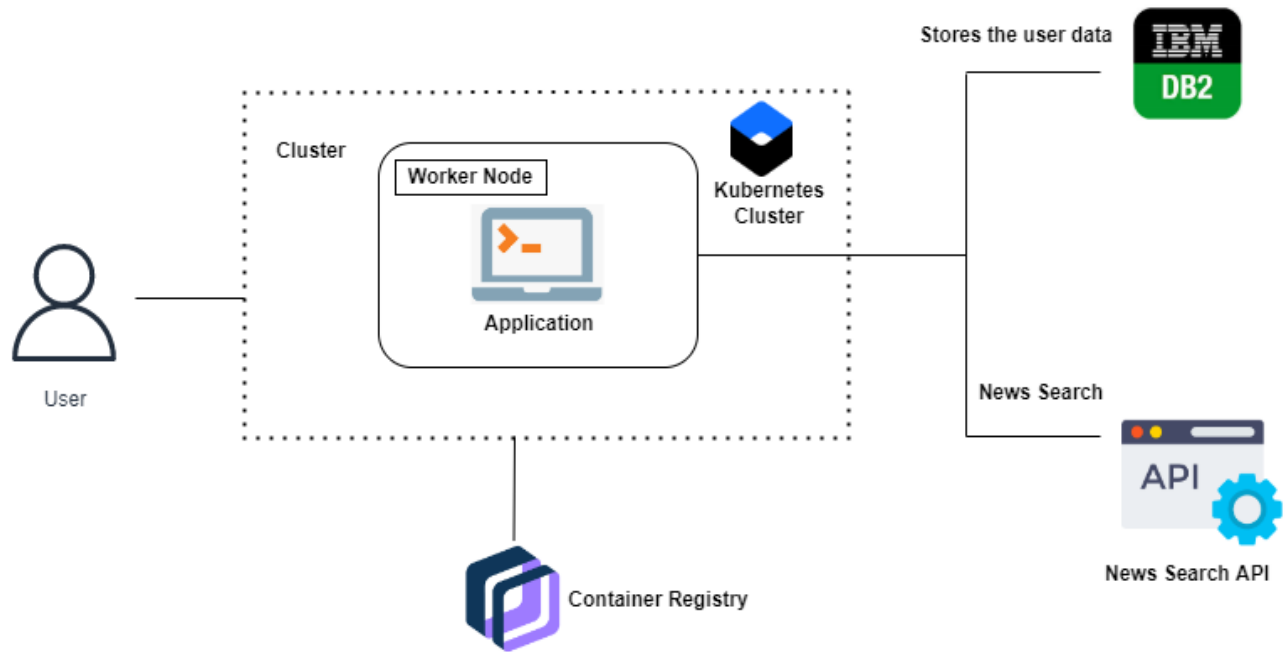 Stores the user data
IBM
DB2
Cluster
Worker Node
Kubernetes
Cluster
Application
User
News Search
API
News Search API
Container Registry